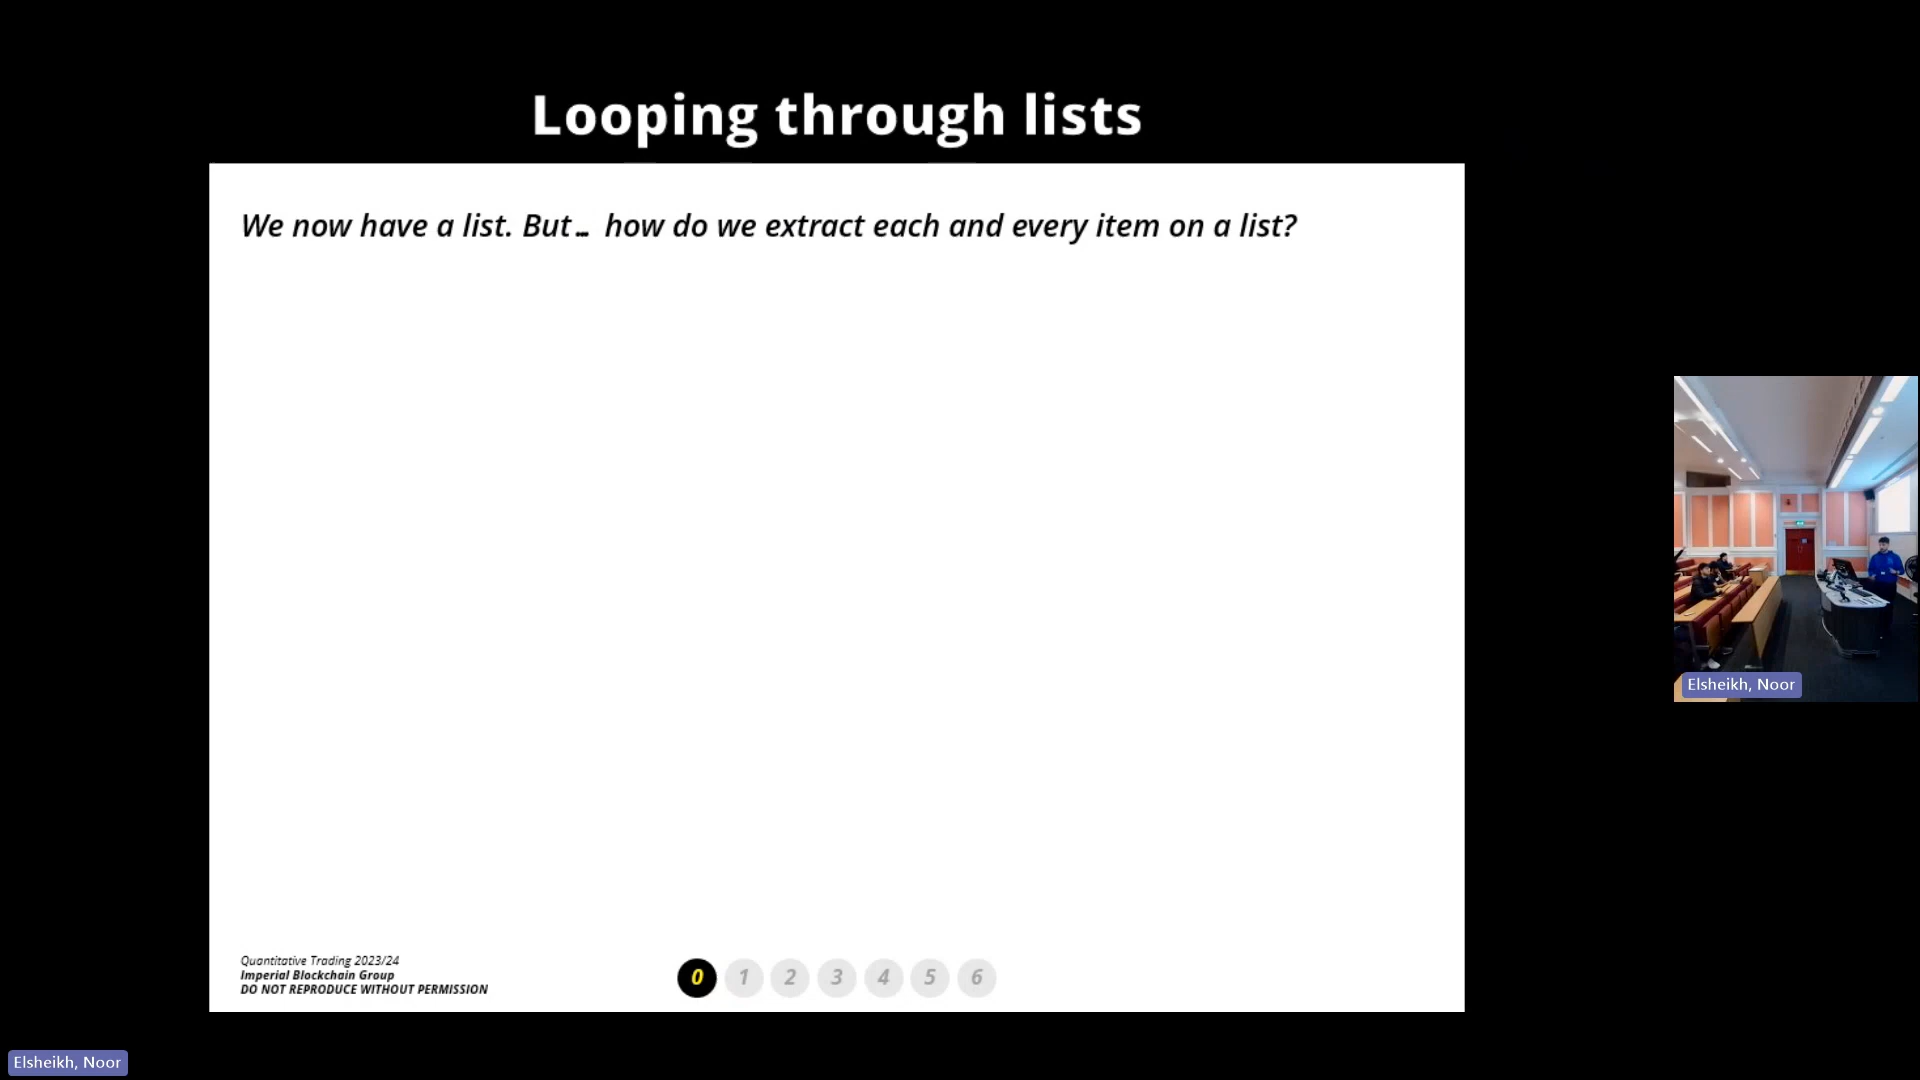 Looping through lists
We now have a list. But... how do we extract each and every item on a list?
Quantitative Trading 2023/24
Imperial Blockchain Group
DO NOT REPRODUCE WITHOUT PERMISSION
0 1 2 3 4 5 6
Elsheikh, Noor
Elsheikh, Noor